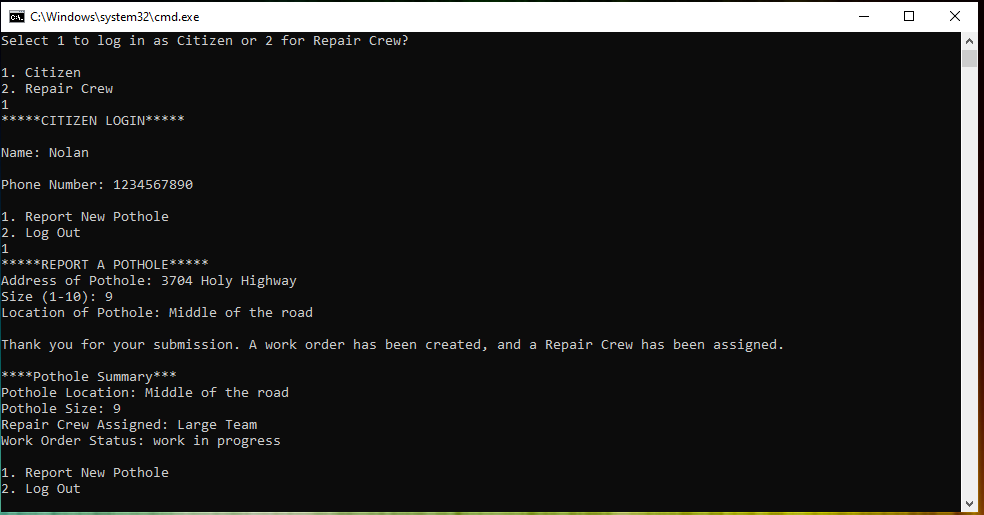 C:\Windows\system32\cmd.exe
Select 1 to log in as Citizen or 2 for Repair Crew?
1. Citizen
2. Repair Crew
1
*****CITIZEN LOGIN*****
Name: Nolan
Phone Number: 1234567890
1. Report New Pothole
2. Log Out
1
*****REPORT A POTHOLE*****
Address of Pothole: 3704 Holy Highway
Size (1-10): 9
Location of Pothole: Middle of the road
Thank you for your submission. A work order has been created, and a Repair Crew has been assigned.
****Pothole Summary***
Pothole Location: Middle of the road
Pothole Size: 9
Repair Crew Assigned: Large Team
Work Order Status: work in progress
1. Report New Pothole
2. Log Out